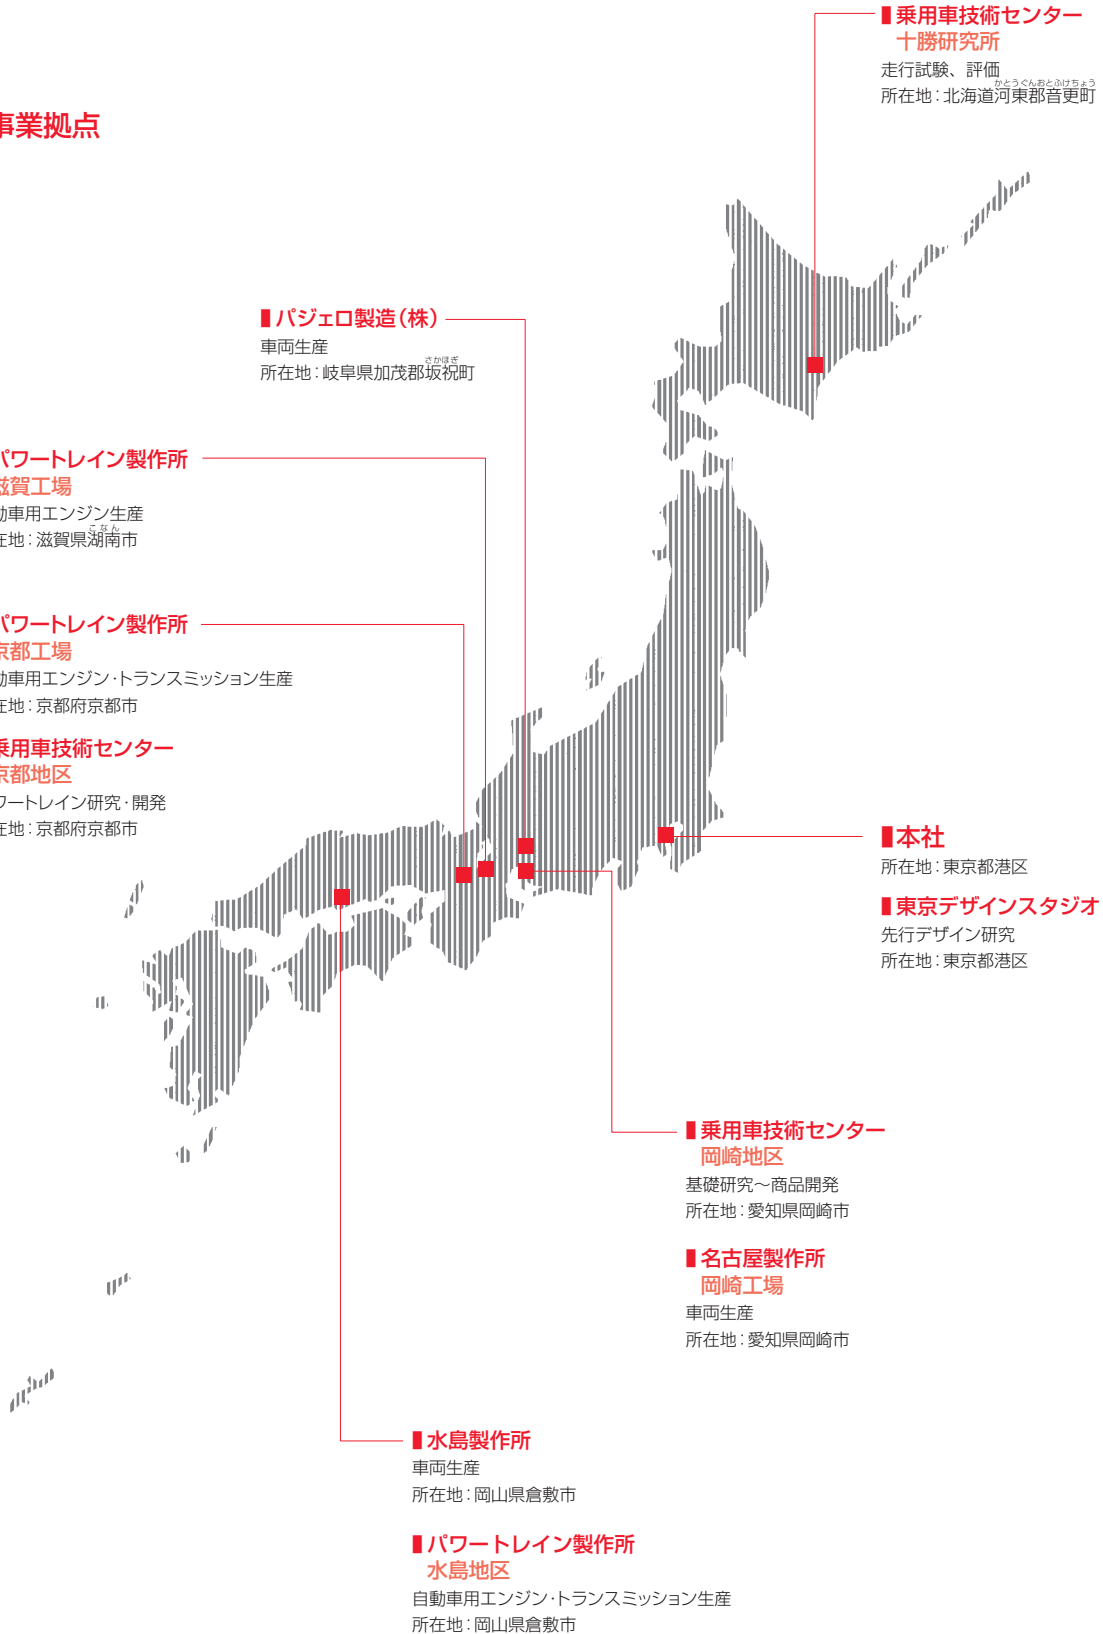 事業拠点
▮乗用車技術センター
十勝研究所
走行試験、評価
かとうぐんおとふけちょう
所在地：北海道河東郡音更町
▮パジェロ製造（株）
車両生産
さかほぎ
所在地：岐阜県加茂郡坂祝町
パワートレイン製作所
滋賀工場
動車用エンジン生産
こなん
在地：滋賀県湖南市
パワートレイン製作所
京都工場
動車用エンジン・トランスミッション生産
在地：京都府京都市
乗用車技術センター
京都地区
ワートレイン研究・開発
在地：京都府京都市
▮本社
所在地：東京都港区
▮東京デザインスタジオ
先行デザイン研究
所在地：東京都港区
▮乗用車技術センター
岡崎地区
基礎研究～商品開発
所在地：愛知県岡崎市
▮名古屋製作所
岡崎工場
車両生産
所在地：愛知県岡崎市
▮水島製作所
車両生産
所在地：岡山県倉敷市
▮パワートレイン製作所
水島地区
自動車用エンジン・トランスミッション生産
所在地：岡山県倉敷市